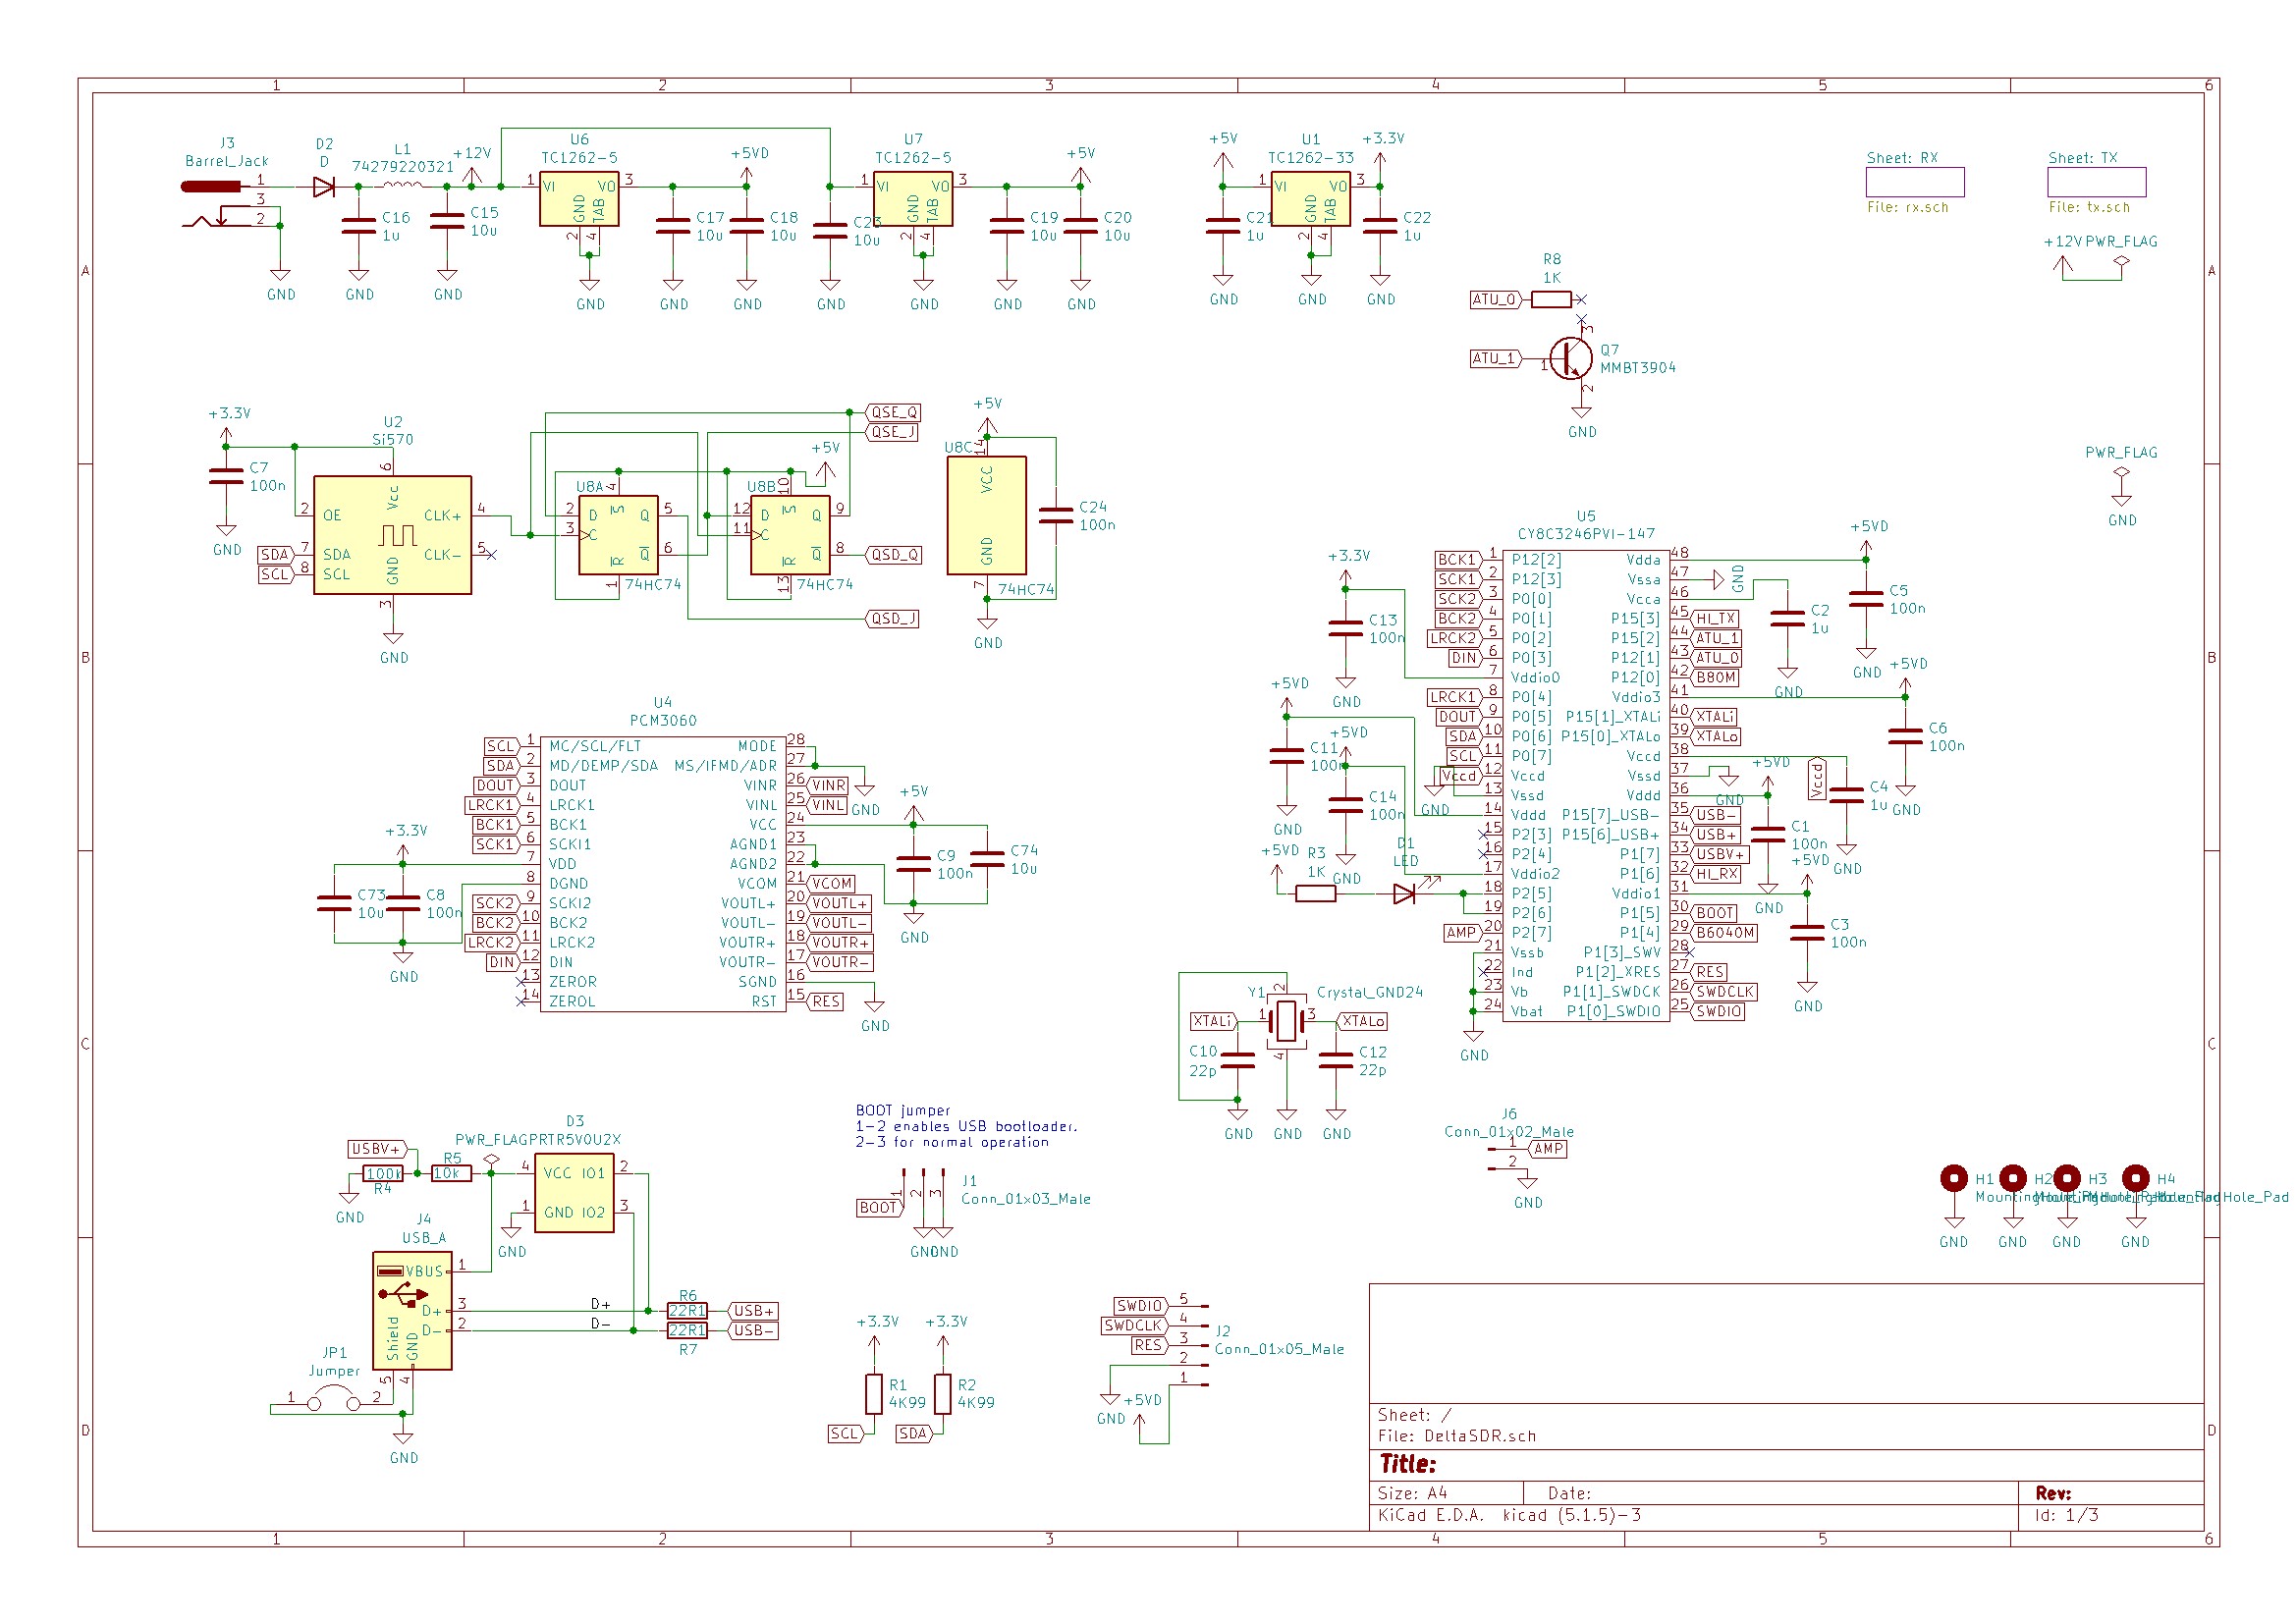 1 2 3 4 5 6
J3
Barrel_Jack
1
3
2
GND
D2
D
C16
1u
GND
L1
74279220321
+12V
C15
10u
GND
U6
TC1262-5
1 VI VO 3
GND TAB
2 4
GND
+5VD
C17
10u
GND
C18
10u
GND
C23
10u
GND
U7
TC1262-5
1 VI VO 3
GND TAB
2 4
GND
+5V
C19
10u
GND
C20
10u
GND
+5V
C21
1u
GND
U1
TC1262-33
1 VI VO 3
GND TAB
2 4
GND
+3.3V
C22
1u
GND
Sheet: RX
File: rx.sch
Sheet: TX
File: tx.sch
+12V PWR_FLAG
A A
R8
1K
ATU_0
ATU_1
Q7
MMBT3904
1
2
3
GND
PWR_FLAG
GND
+3.3V
C7
100n
GND
U2
Si570
6
Vcc
2 OE CLK+ 4
7 SDA CLK- 5
8 SCL
GND
3
SDA
SCL
GND
QSE_Q
QSE_J
+5V
U8A
4
2 D S Q 5
3 C
R Q 6
1
74HC74
U8B
10
12 D S Q 9
11 C
R Q 8
13
74HC74
QSD_Q
QSD_J
+5V
U8C
14
VCC
GND
7
74HC74
C24
100n
GND
B B
U5
CY8C3246PVI-147
BCK1 1 P12[2] Vdda 48
SCK1 2 P12[3] Vssa 47 GND
SCK2 3 P0[0] Vcca 46
BCK2 4 P0[1] P15[3] 45 HI_TX
LRCK2 5 P0[2] P15[2] 44 ATU_1
DIN 6 P0[3] P12[1] 43 ATU_0
7 Vddio0 P12[0] 42 B80M
LRCK1 8 P0[4] Vddio3 41
DOUT 9 P0[5] P15[1]_XTALi 40 XTALi
SDA 10 P0[6] P15[0]_XTALo 39 XTALo
SCL 11 P0[7] Vccd 38
Vccd 12 Vccd Vssd 37 GND
GND 13 Vssd Vddd 36
14 Vddd P15[7]_USB- 35 USB-
15 P2[3] P15[6]_USB+ 34 USB+
16 P2[4] P1[7] 33 USBV+
17 Vddio2 P1[6] 32 HI_RX
18 P2[5] Vddio1 31
19 P2[6] P1[5] 30 BOOT
AMP 20 P2[7] P1[4] 29 B6040M
21 Vssb P1[3]_SWV 28
22 Ind P1[2]_XRES 27 RES
23 Vb P1[1]_SWDCK 26 SWDCLK
24 Vbat P1[0]_SWDIO 25 SWDIO
GND
+3.3V
C13
100n
GND
+5VD
C11
100n
GND
+5VD
C14
100n
GND
+5VD
R3
1K
D1
LED
+5VD
C5
100n
GND
C2
1u
GND
+5VD
C6
100n
GND
Vccd
C4
1u
GND
+5VD
C1
100n
GND
+5VD
C3
100n
GND
U4
PCM3060
SCL 1 MC/SCL/FLT MODE 28
SDA 2 MD/DEMP/SDA MS/IFMD/ADR 27
DOUT 3 DOUT VINR 26 VINR
LRCK1 4 LRCK1 VINL 25 VINL
BCK1 5 BCK1 VCC 24
SCK1 6 SCKI1 AGND1 23
7 VDD AGND2 22
8 DGND VCOM 21 VCOM
SCK2 9 SCKI2 VOUTL+ 20 VOUTL+
BCK2 10 BCK2 VOUTL- 19 VOUTL-
LRCK2 11 LRCK2 VOUTR+ 18 VOUTR+
DIN 12 DIN VOUTR- 17 VOUTR-
13 ZEROR SGND 16
14 ZEROL RST 15 RES
GND
GND
+3.3V
C73
10u
C8
100n
GND
+5V
C9
100n
C74
10u
GND
Y1
Crystal_GND24
XTALi 1 3 XTALo
2
4
C10
22p
C12
22p
GND
GND
GND
C C
BOOT jumper
1-2 enables USB bootloader.
2-3 for normal operation
J1
Conn_01x03_Male
1 2 3
BOOT
GND
GND
J6
Conn_01x02_Male
1 AMP
2
GND
D3
PWR_FLAG PRTR5V0U2X
4 VCC IO1 2
1 GND IO2 3
GND
USBV+
R5
10k
100k
R4
GND
J4
USB_A
VBUS 1
D+ 3
D- 2
Shield
GND
5 4
D+
D-
R6
22R1
USB+
22R1
R7
USB-
JP1
Jumper
1 2
GND
+3.3V
R1
4K99
SCL
+3.3V
R2
4K99
SDA
J2
Conn_01x05_Male
SWDIO 5
SWDCLK 4
RES 3
2
1
GND
+5VD
H1
H2
H3
H4
MountingHole_Pad
GND
GND
GND
GND
D D
Sheet: /
File: DeltaSDR.sch
Title:
Size: A4 Date: Rev:
KiCad E.D.A. kicad (5.1.5)-3 Id: 1/3
1 2 3 4 5 6